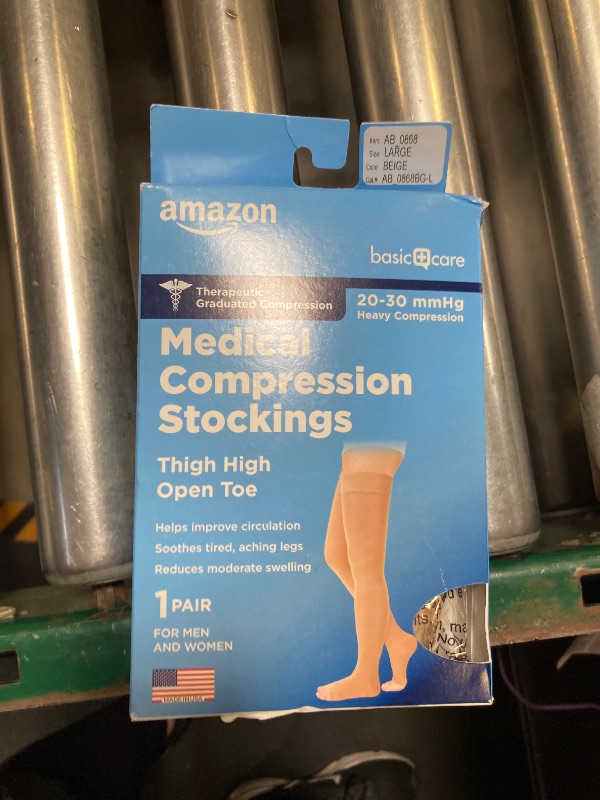 Item: AB 0868
Size: LARGE
Color: BEIGE
Cat.#: AB 0868BG-L
amazon
basic care
Therapeutic
Graduated Compression
20-30 mmHg
Heavy Compression
Medical
Compression
Stockings
Thigh High
Open Toe
Helps improve circulation
Soothes tired, aching legs
Reduces moderate swelling
1 PAIR
FOR MEN
AND WOMEN
MADE IN USA